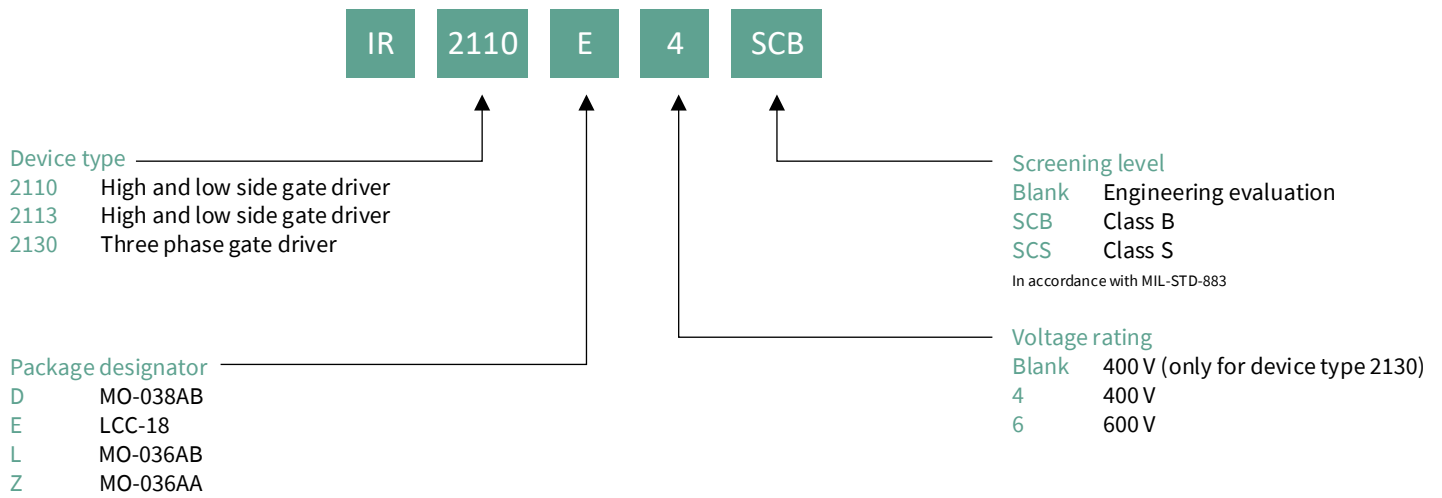 IR 2110 E 4 SCB
Device type
2110 High and low side gate driver
2113 High and low side gate driver
2130 Three phase gate driver
Screening level
Blank Engineering evaluation
SCB Class B
SCS Class S
In accordance with MIL-STD-883
Package designator
D MO-038AB
E LCC-18
L MO-036AB
Z MO-036AA
Voltage rating
Blank 400 V (only for device type 2130)
4 400 V
6 600 V